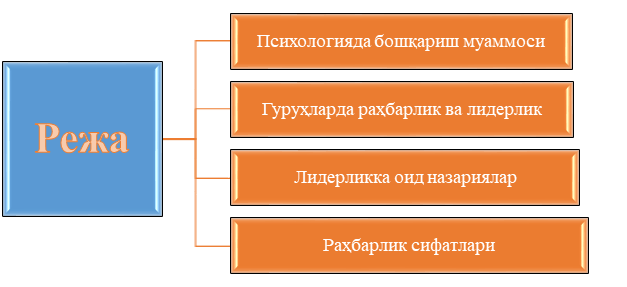 Режа
Психологияда бошқариш муаммоси
Гуруҳларда раҳбарлик ва лидерлик
Лидерликка оид назариялар
Раҳбарлик сифатлари